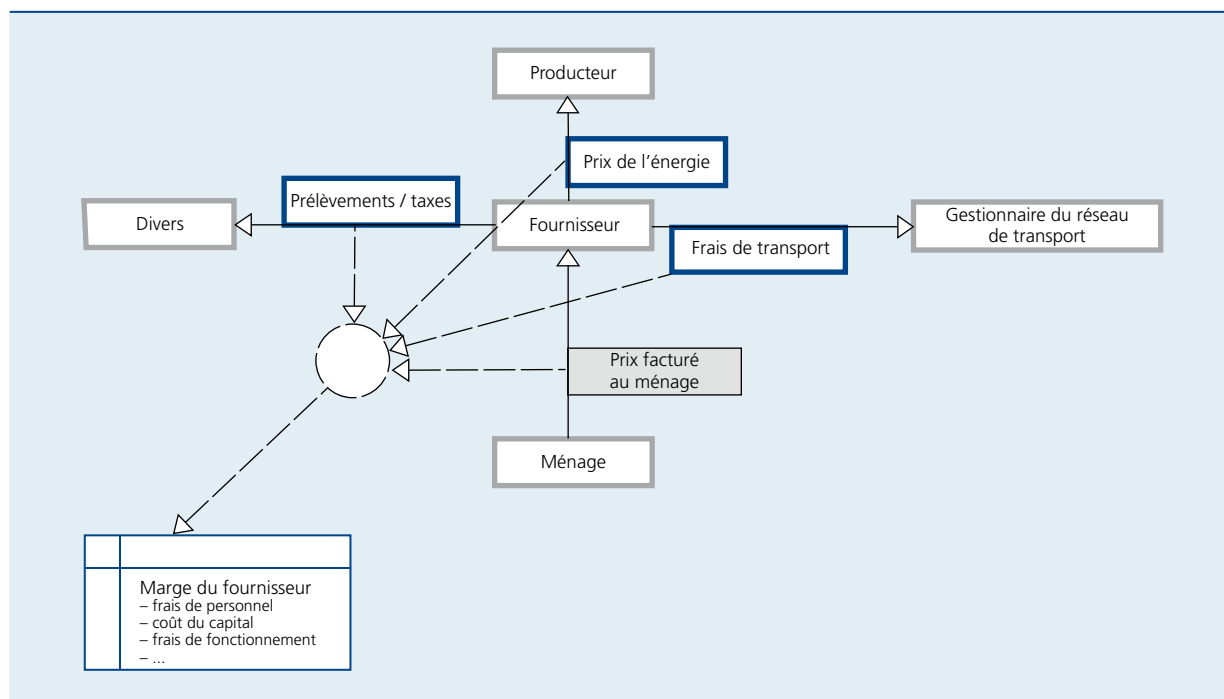 Producteur
Prix de l’énergie
Prélèvements / taxes
Divers
Fournisseur
Gestionnaire du réseau
de transport
Frais de transport
Prix facturé
au ménage
Ménage
Marge du fournisseur
– frais de personnel
– coût du capital
– frais de fonctionnement
– ...